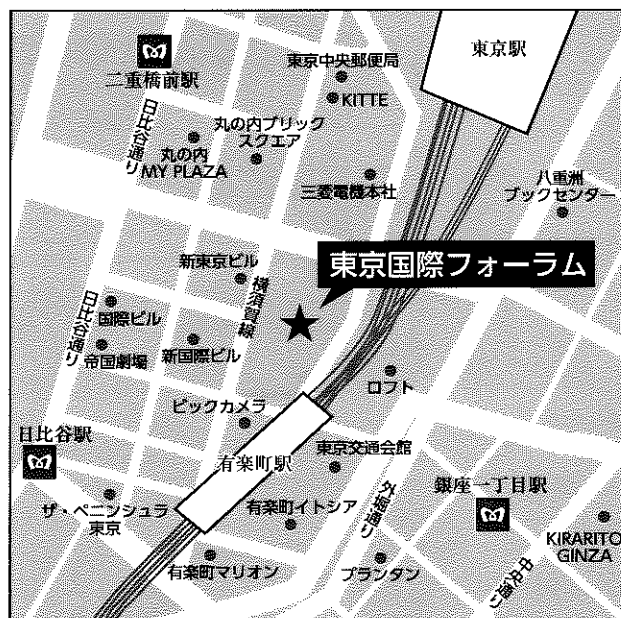 東京駅
二重橋前駅
東京中央郵便局
KITTE
日比谷通り
丸の内ブリック
スクエア
丸の内
MY PLAZA
三菱電機本社
八重洲
ブックセンター
新東京ビル
東京国際フォーラム
横須賀線
日比谷通り
国際ビル
帝国劇場
新国際ビル
ロフト
ビックカメラ
日比谷駅
有楽町駅
東京交通会館
外堀通り
銀座一丁目駅
ザ・ペニンシュラ
東京
有楽町イトシア
KIRARITO
GINZA
有楽町マリオン
プランタン
中央通り